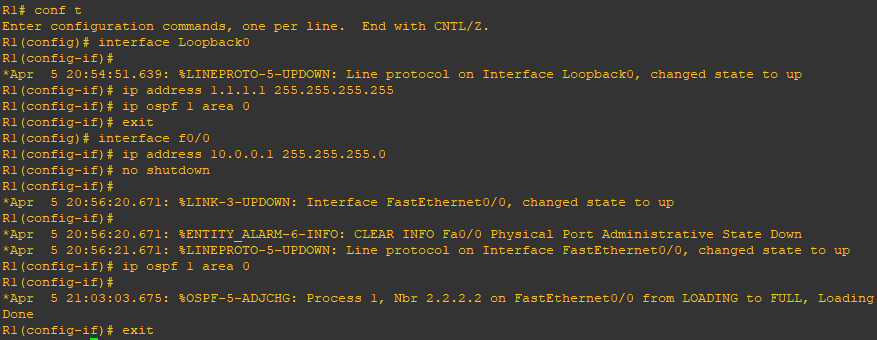 R1# conf t
Enter configuration commands, one per line.  End with CNTL/Z.
R1(config)# interface Loopback0
R1(config-if)#
*Apr  5 20:54:51.639: %LINEPROTO-5-UPDOWN: Line protocol on Interface Loopback0, changed state to up
R1(config-if)# ip address 1.1.1.1 255.255.255.255
R1(config-if)# ip ospf 1 area 0
R1(config-if)# exit
R1(config)# interface f0/0
R1(config-if)# ip address 10.0.0.1 255.255.255.0
R1(config-if)# no shutdown
R1(config-if)#
*Apr  5 20:56:20.671: %LINK-3-UPDOWN: Interface FastEthernet0/0, changed state to up
R1(config-if)#
*Apr  5 20:56:20.671: %ENTITY_ALARM-6-INFO: CLEAR INFO Fa0/0 Physical Port Administrative State Down
*Apr  5 20:56:21.671: %LINEPROTO-5-UPDOWN: Line protocol on Interface FastEthernet0/0, changed state to up
R1(config-if)# ip ospf 1 area 0
R1(config-if)#
*Apr  5 21:03:03.675: %OSPF-5-ADJCHG: Process 1, Nbr 2.2.2.2 on FastEthernet0/0 from LOADING to FULL, Loading
Done
R1(config-if)# exit